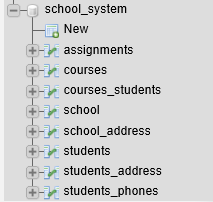 school_system
New
assignments
courses
courses_students
school
school_address
students
students_address
students_phones